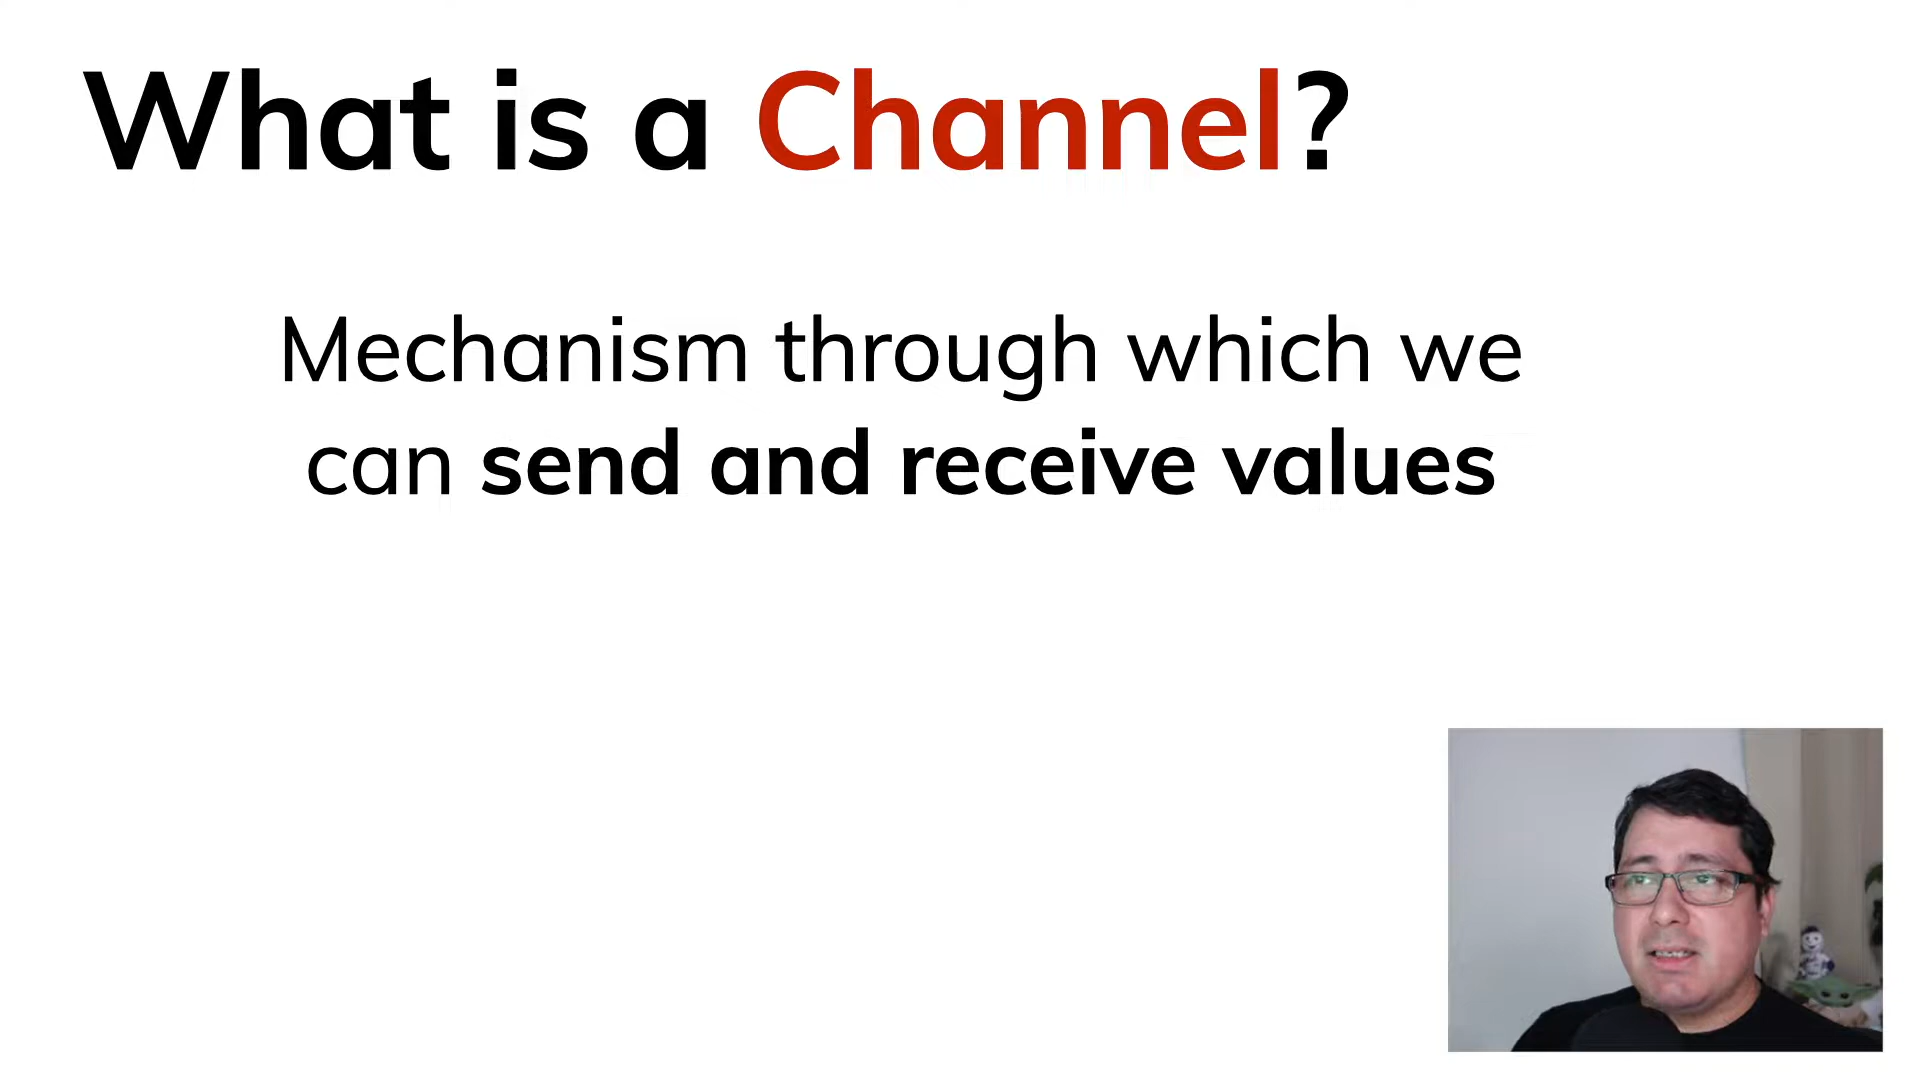 What is a Channel?
Mechanism through which we
can send and receive values